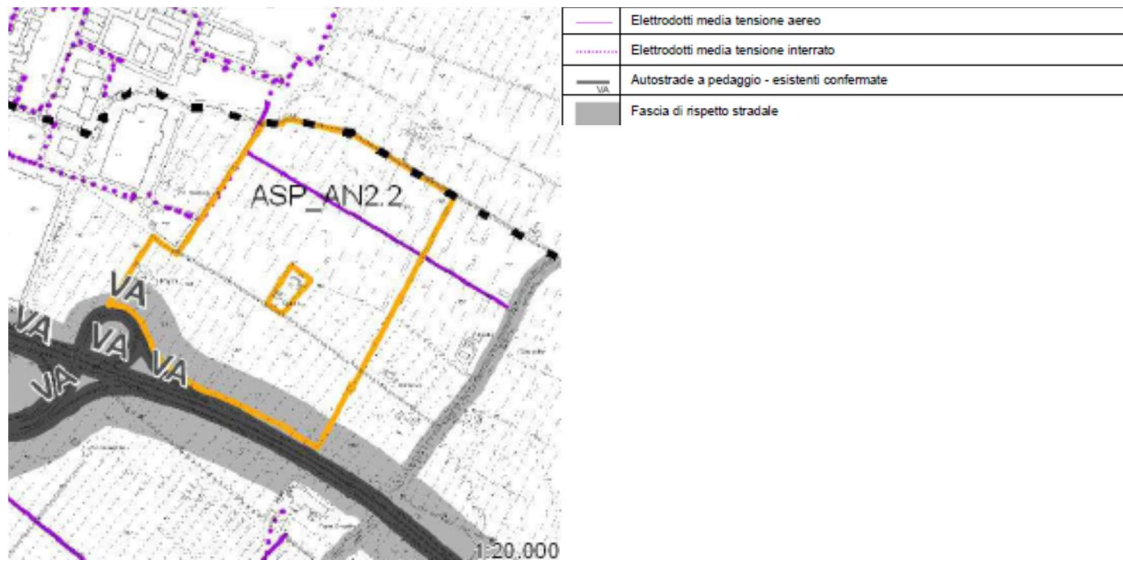 ASP_AN2.2
VA
VA
VA
VA
VA
1:20.000
Elettrodotti media tensione aereo
Elettrodotti media tensione interrato
VA
Autostrade a pedaggio - esistenti confermate
Fascia di rispetto stradale